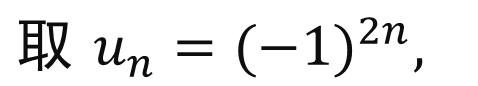 取 $u_n = (-1)^{2n},$